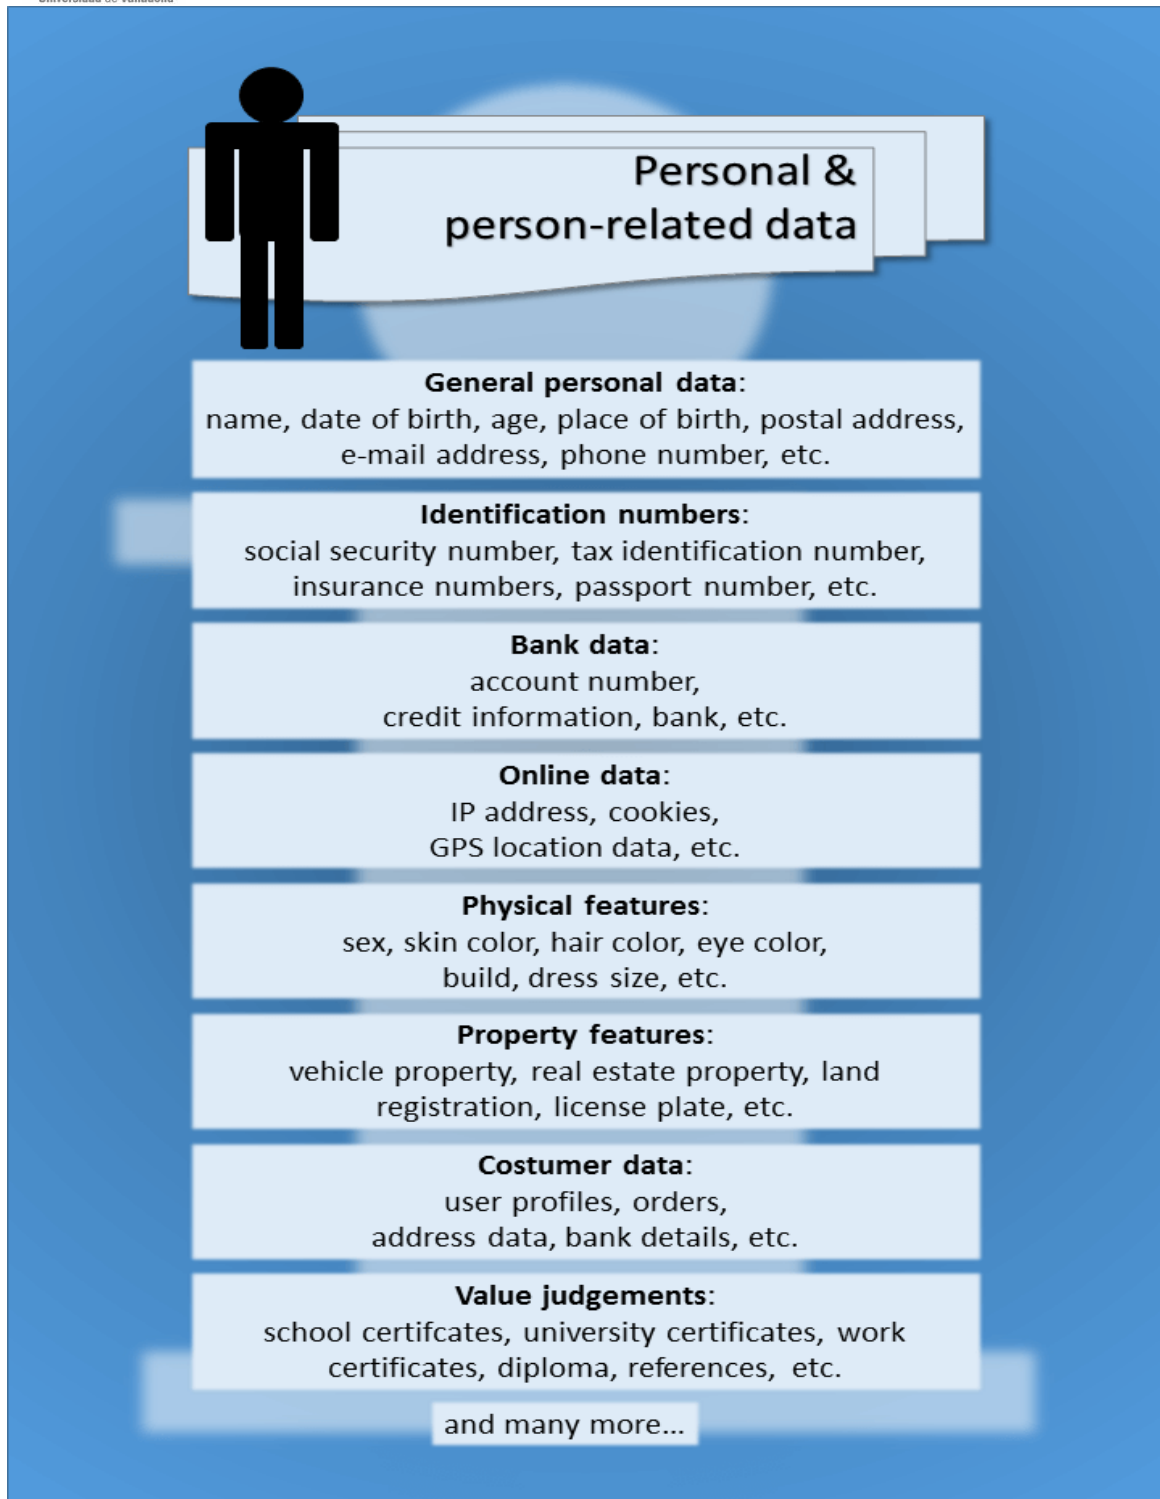 Universidad de Valladolid
Personal &
person-related data
General personal data:
name, date of birth, age, place of birth, postal address,
e-mail address, phone number, etc.
Identification numbers:
social security number, tax identification number,
insurance numbers, passport number, etc.
Bank data:
account number,
credit information, bank, etc.
Online data:
IP address, cookies,
GPS location data, etc.
Physical features:
sex, skin color, hair color, eye color,
build, dress size, etc.
Property features:
vehicle property, real estate property, land
registration, license plate, etc.
Costumer data:
user profiles, orders,
address data, bank details, etc.
Value judgements:
school certifcates, university certificates, work
certificates, diploma, references, etc.
and many more...